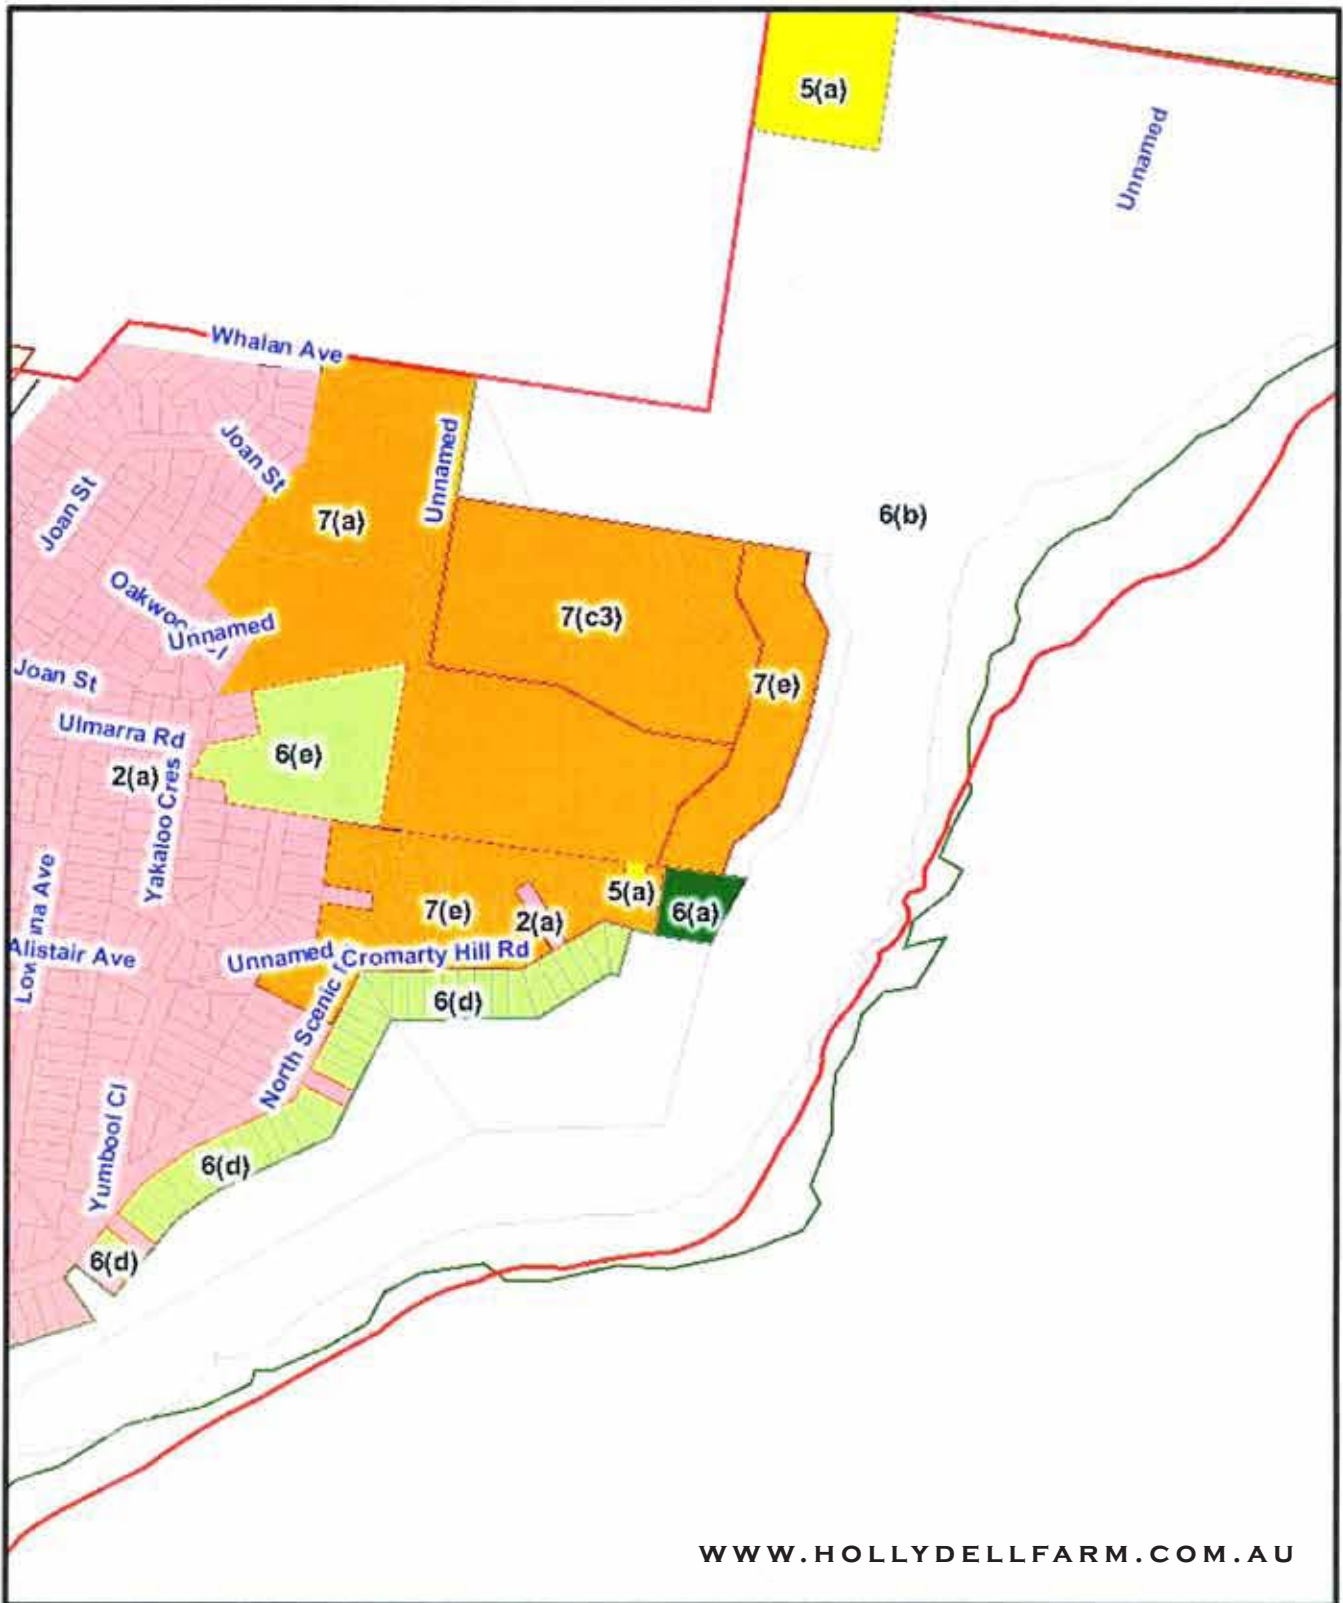 5(a)
Unnamed
Whalan Ave
Joan St
Unnamed
Joan St
7(a)
6(b)
Unnamed
7(c3)
Joan St
7(e)
Ulmarra Rd
6(e)
2(a)
Yakaloo Cres
5(a)
7(e)
2(a)
6(a)
Alistair Ave
Unnamed
Cromarty Hill Rd
6(d)
North Scenic
Yumbool Cl
6(d)
6(d)
WWW.HOLLYDELLFARM.COM.AU